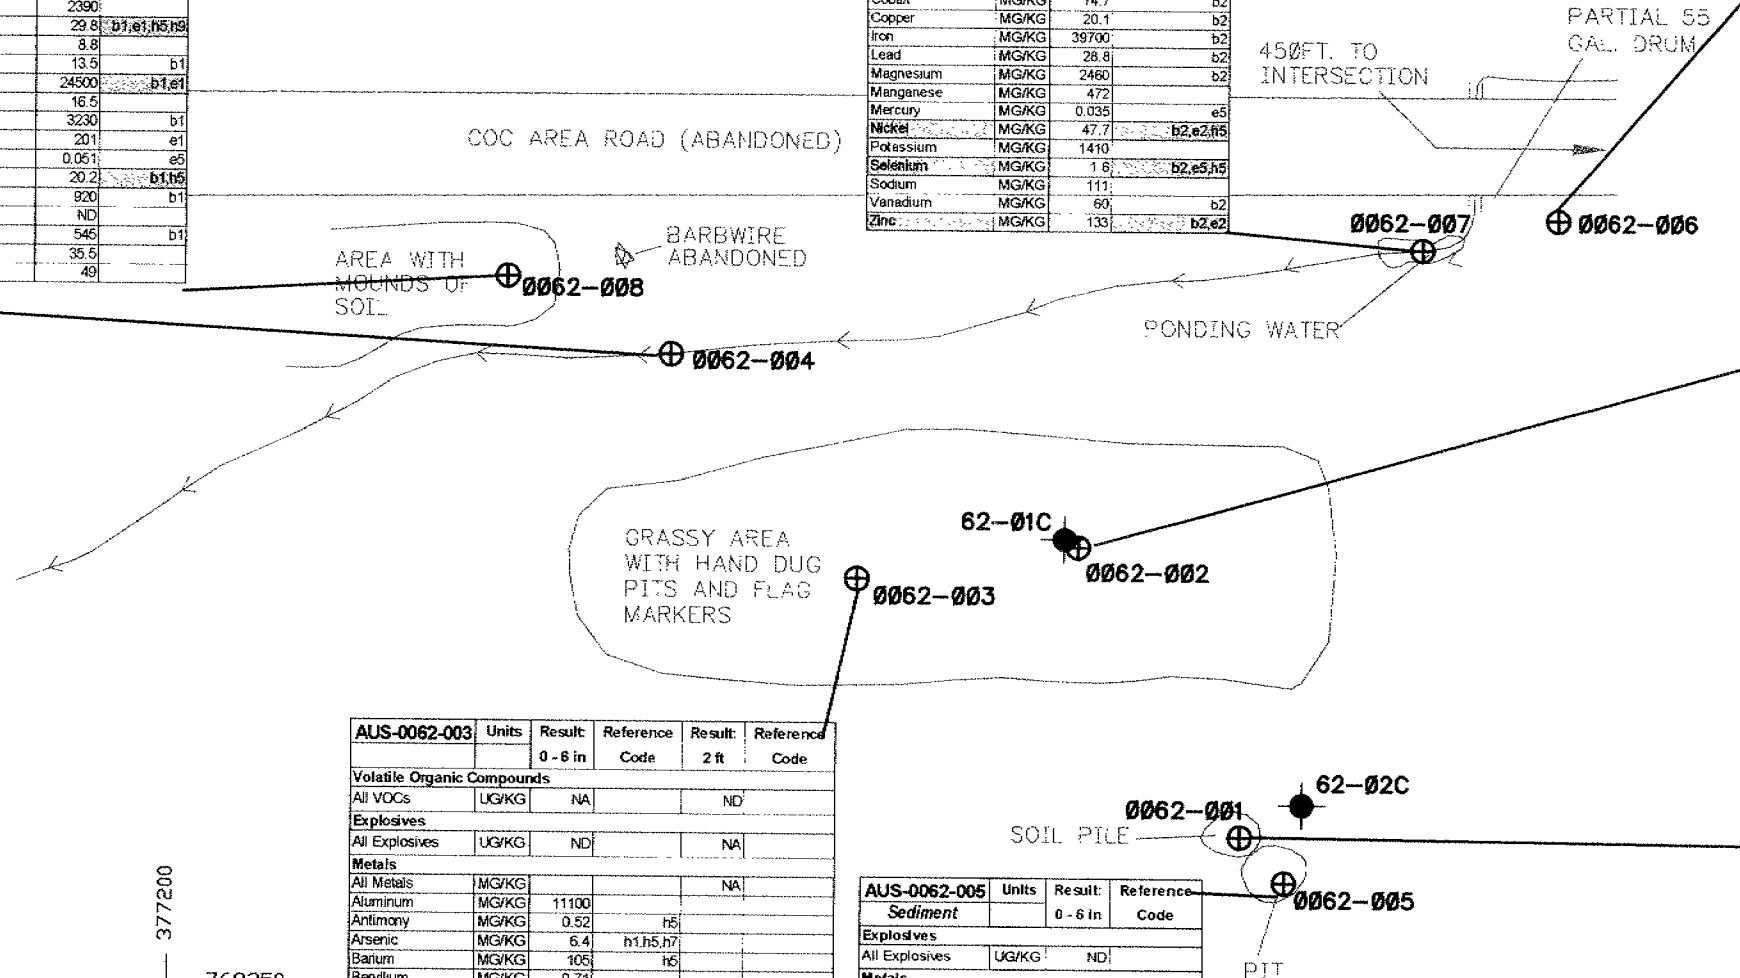 2390
29.8 b1,e1,h5,h9
8.8
13.5 b1
24500 b1,e1
16.5
3230 b1
201 e1
0.051 e5
20.2 b1,h5
920 b1
ND
545 b1
35.5
49
Cobalt MG/KG 14.7 b2
Copper MG/KG 20.1 b2
Iron MG/KG 39700 b2
Lead MG/KG 28.8 b2
Magnesium MG/KG 2460 b2
Manganese MG/KG 472
Mercury MG/KG 0.035 e5
Nickel MG/KG 47.7 b2,e2,h5
Potassium MG/KG 1410
Selenium MG/KG 1.6 b2,e5,h5
Sodium MG/KG 111
Vanadium MG/KG 60 b2
Zinc MG/KG 133 b2,e2
PARTIAL 55
GAL. DRUM
450FT. TO
INTERSECTION
COC AREA ROAD (ABANDONED)
0062-007
0062-006
BARBWIRE
ABANDONED
AREA WITH
MOUNDS OF
SOIL
0062-008
PONDING WATER
0062-004
62-01C
0062-002
GRASSY AREA
WITH HAND DUG
PITS AND FLAG
MARKERS
0062-003
AUS-0062-003 Units Result: Reference Result: Reference
0 - 6 in Code 2 ft Code
Volatile Organic Compounds
All VOCs UG/KG NA ND
Explosives
All Explosives UG/KG ND NA
Metals
All Metals MG/KG NA
Aluminum MG/KG 11100
Antimony MG/KG 0.52 h5
Arsenic MG/KG 6.4 h1,h5,h7
Barium MG/KG 105 h5
Beryllium MG/KG 0.71
62-02C
0062-001
SOIL PILE
AUS-0062-005 Units Result: Reference
Sediment 0 - 6 in Code
Explosives
All Explosives UG/KG ND
Metals
0062-005
PIT
377200